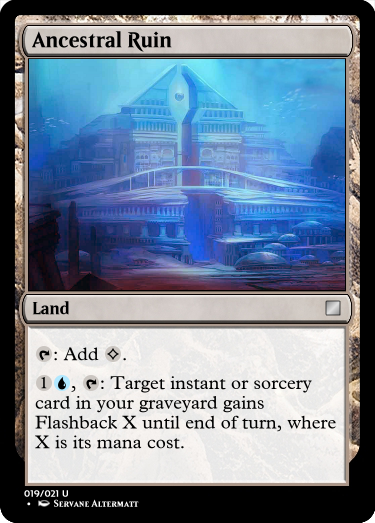 Ancestral Ruin
Land
: Add .
1, : Target instant or sorcery
card in your graveyard gains
Flashback X until end of turn, where
X is its mana cost.
019/021 U
• Servane Altermatt